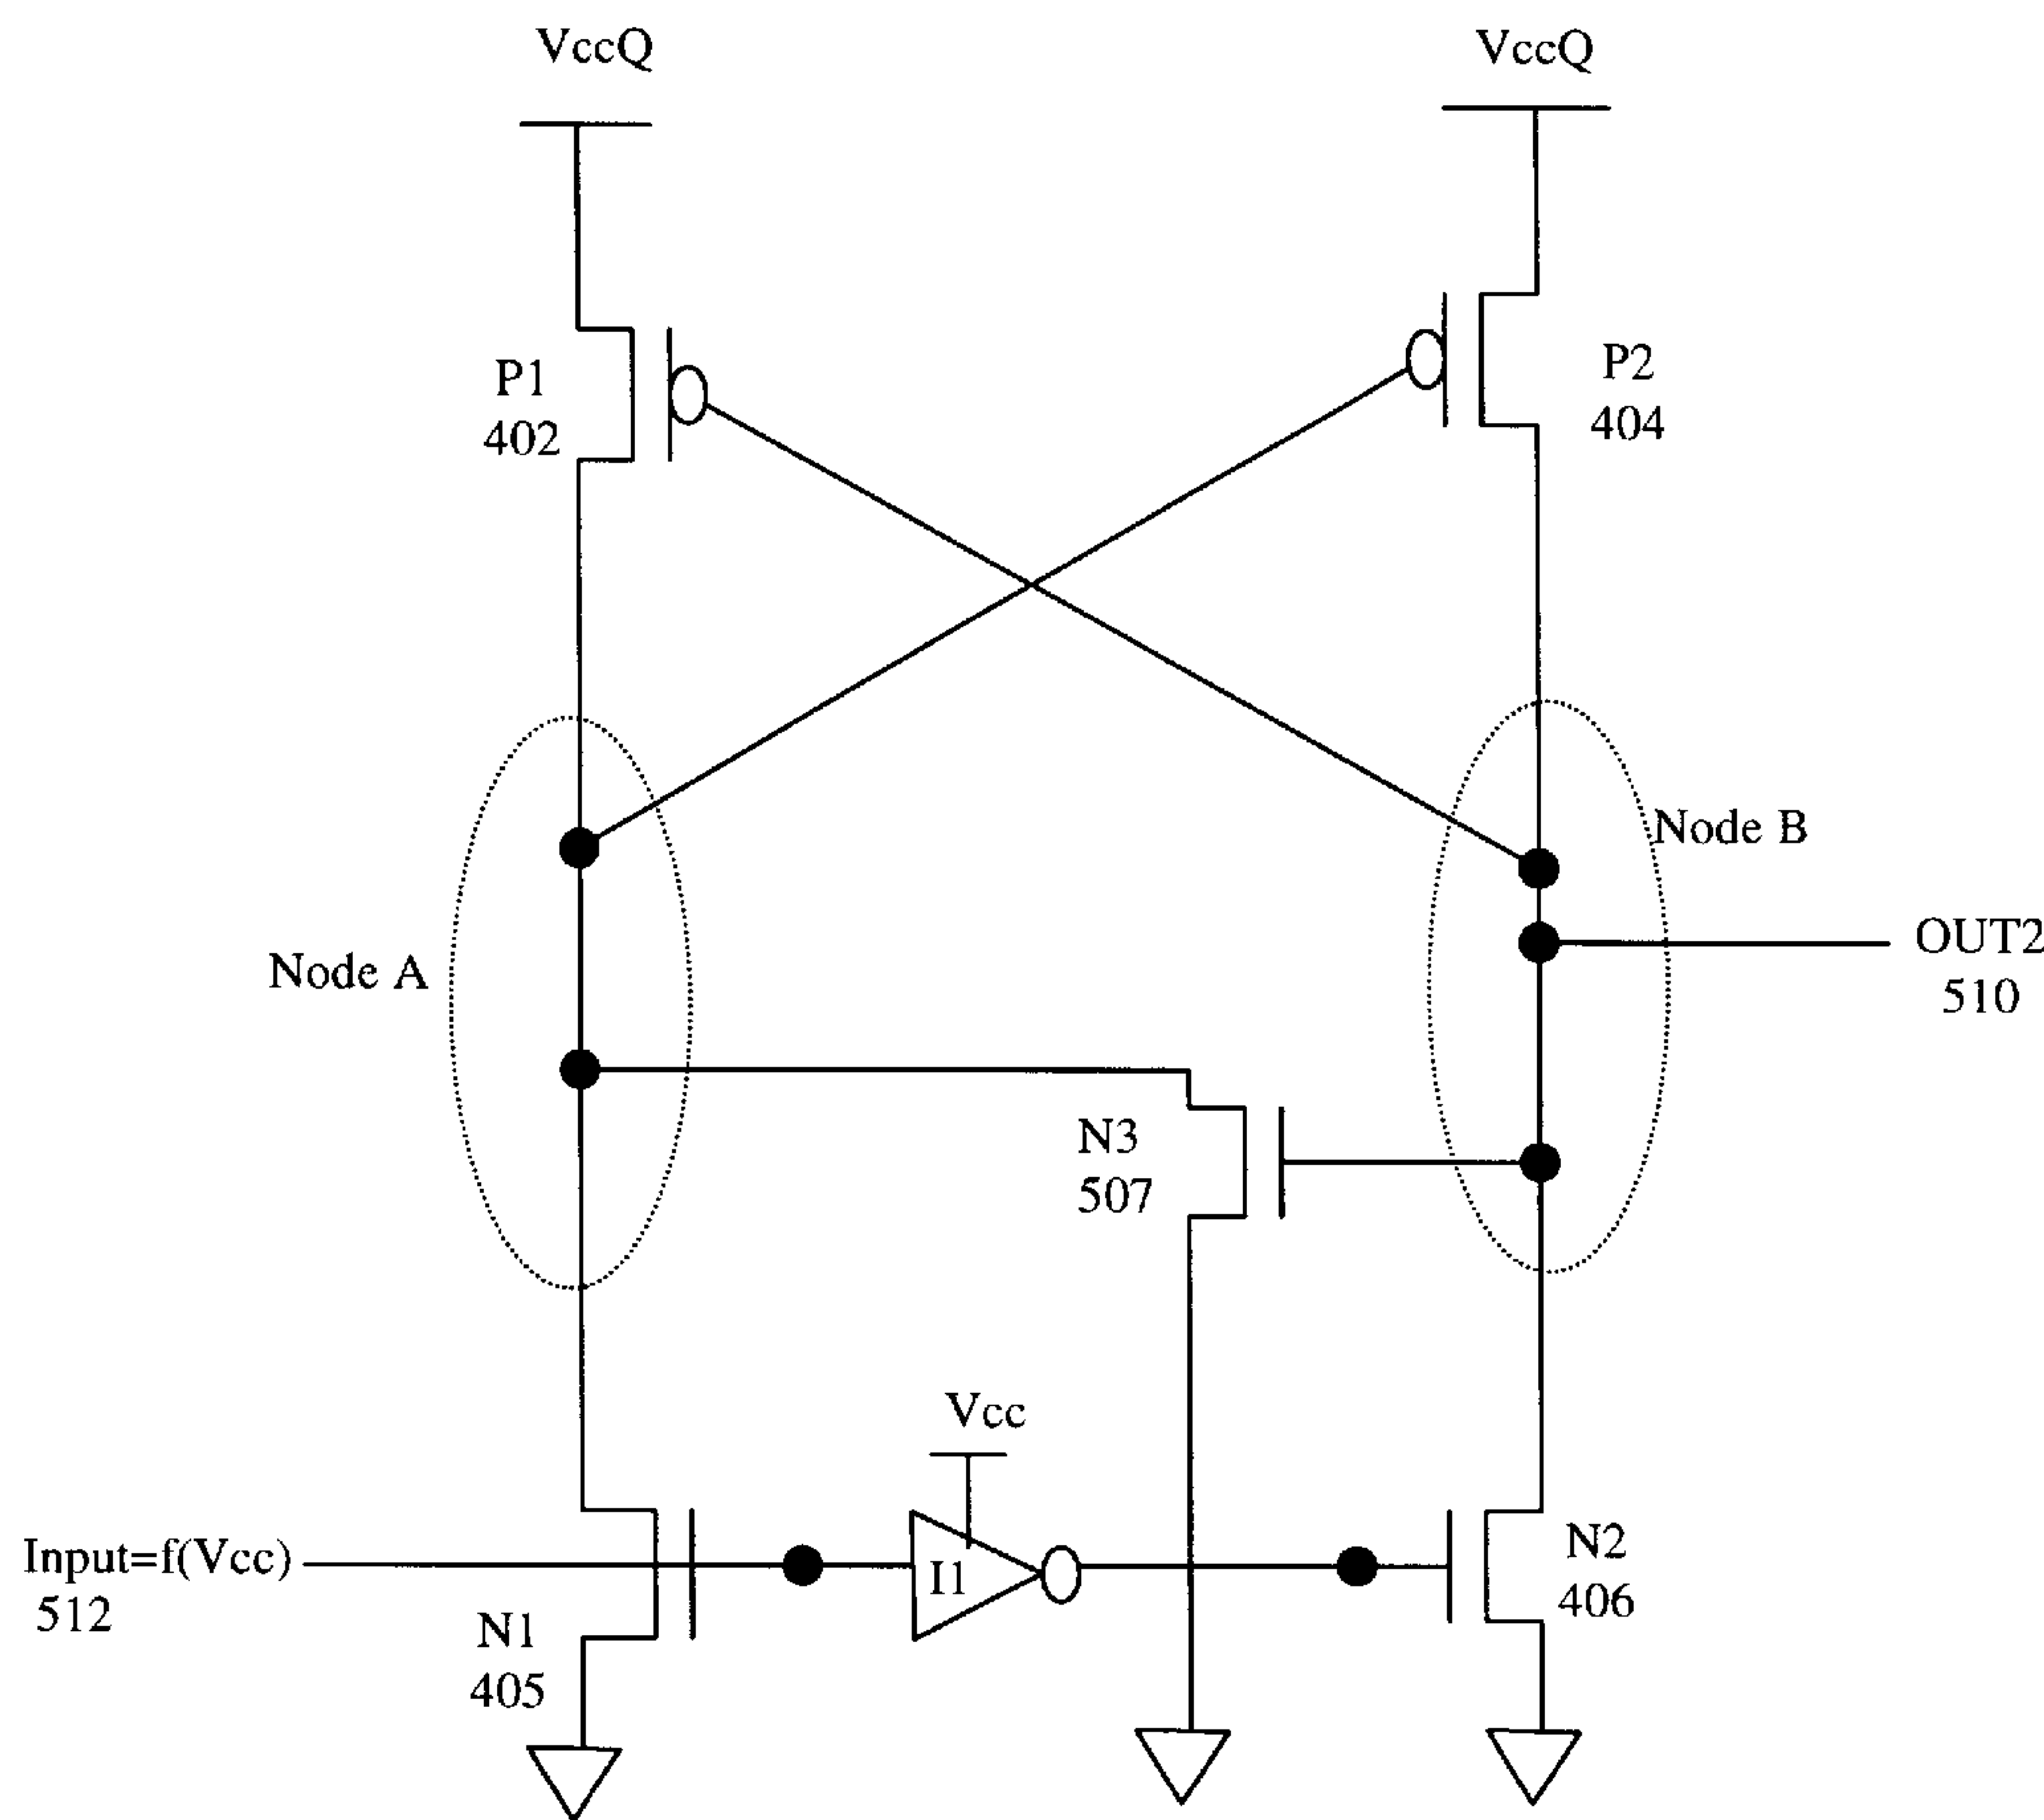 VccQ
VccQ
P1
402
P2
404
Node B
Node A
OUT2
510
N3
507
Vcc
Input=f(Vcc)
512
I1
N2
406
N1
405